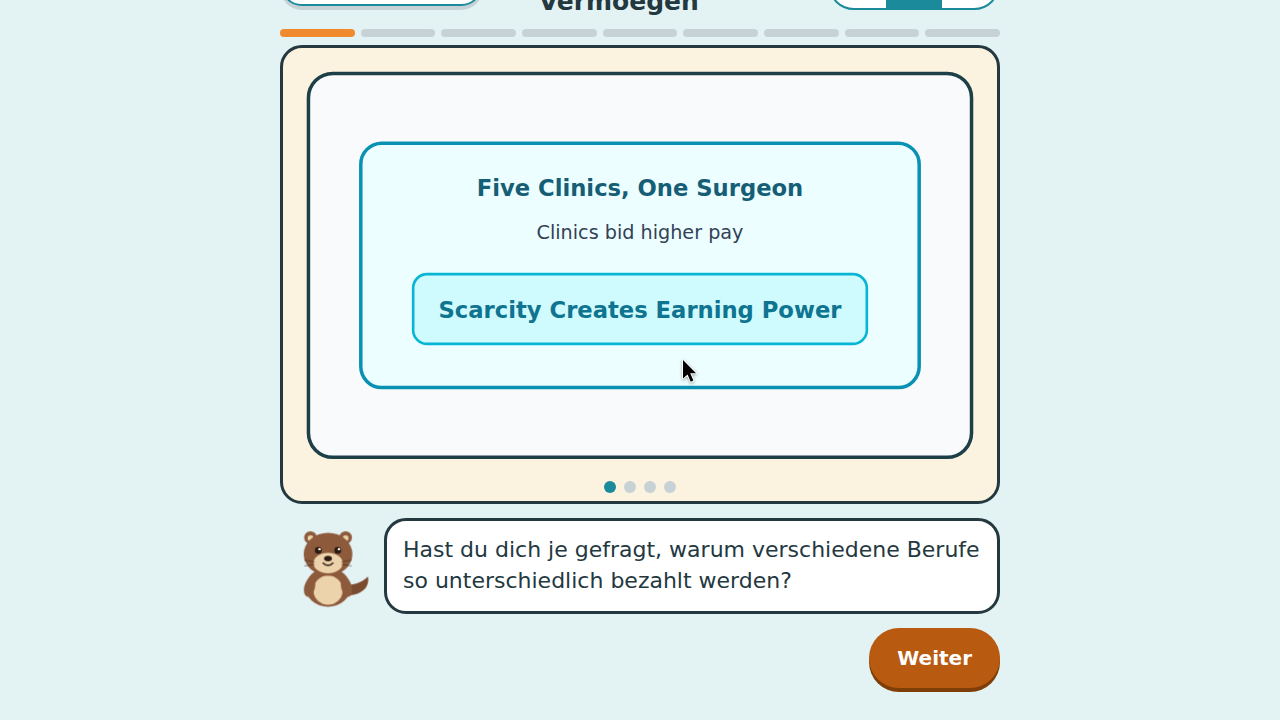 Vermoegen
Five Clinics, One Surgeon
Clinics bid higher pay
Scarcity Creates Earning Power
Hast du dich je gefragt, warum verschiedene Berufe
so unterschiedlich bezahlt werden?
Weiter